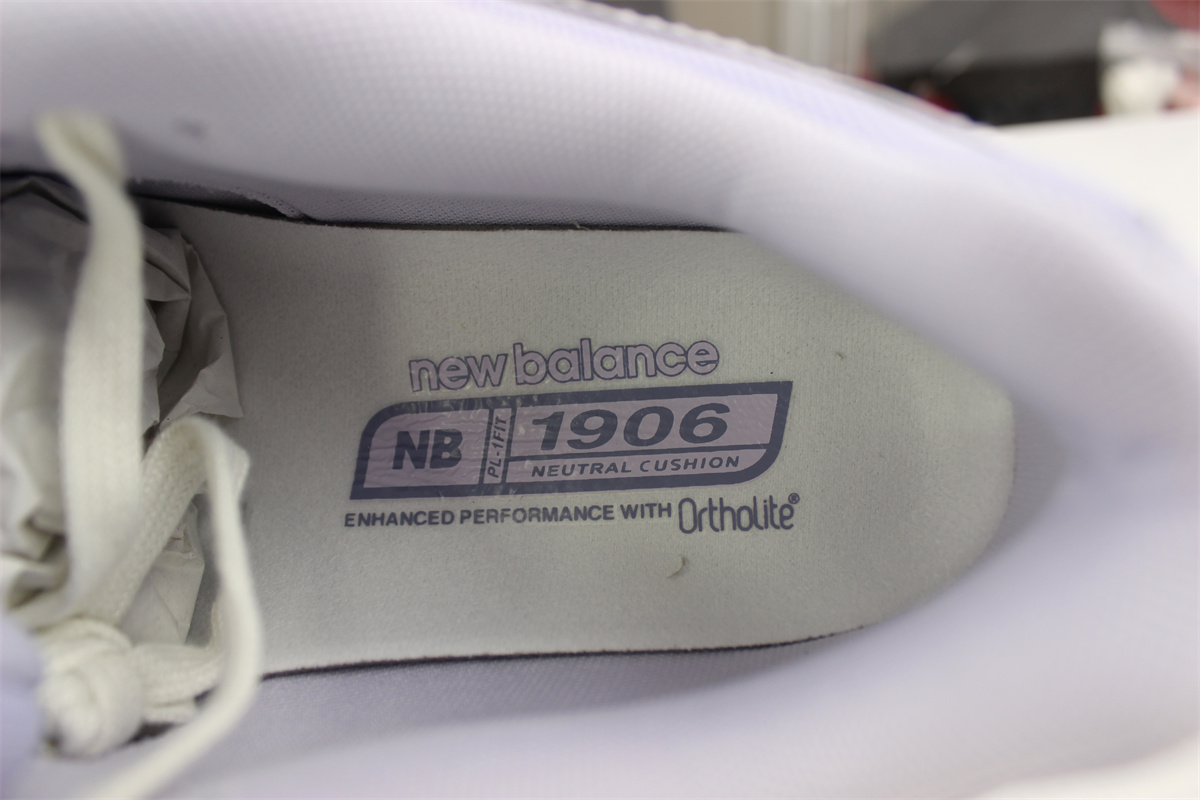 new balance
NB PL-1FIT 1906
NEUTRAL CUSHION
ENHANCED PERFORMANCE WITH Ortholite®